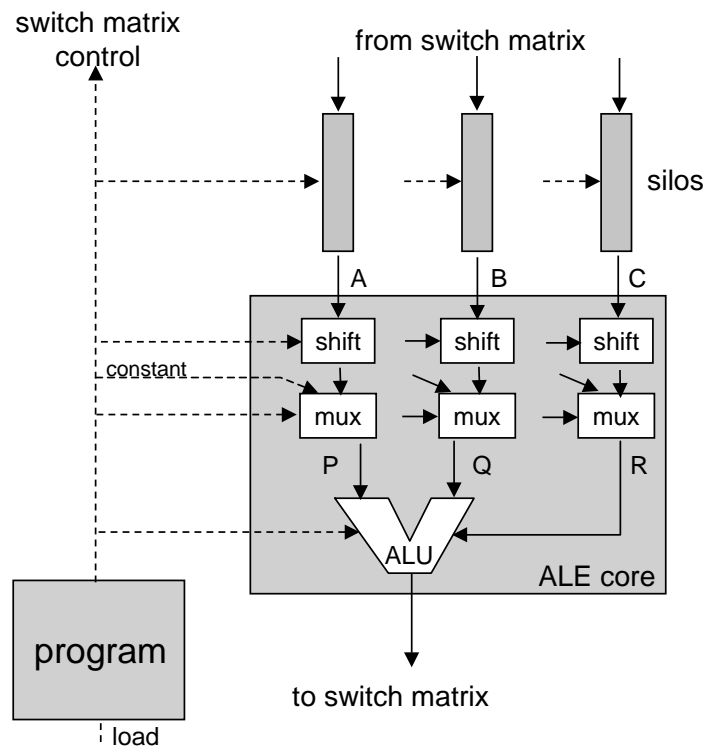 switch matrix
control
from switch matrix
silos
A
B
C
shift
shift
shift
constant
mux
mux
mux
P
Q
R
ALU
ALE core
program
to switch matrix
load